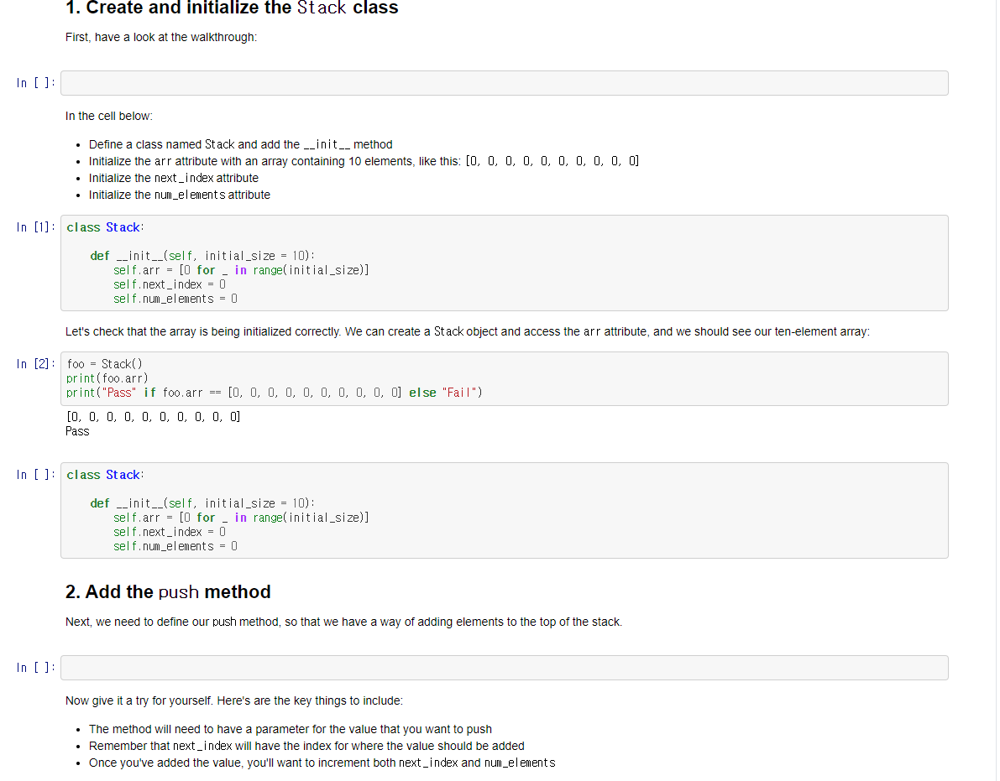 1. Create and initialize the Stack class
First, have a look at the walkthrough:
In [ ]:
In the cell below:
• Define a class named Stack and add the __init__ method
• Initialize the arr attribute with an array containing 10 elements, like this: [0, 0, 0, 0, 0, 0, 0, 0, 0, 0]
• Initialize the next_index attribute
• Initialize the num_elements attribute
In [1]: class Stack:
def __init__(self, initial_size = 10):
self.arr = [0 for _ in range(initial_size)]
self.next_index = 0
self.num_elements = 0
Let's check that the array is being initialized correctly. We can create a Stack object and access the arr attribute, and we should see our ten-element array:
In [2]: foo = Stack()
print(foo.arr)
print("Pass" if foo.arr == [0, 0, 0, 0, 0, 0, 0, 0, 0, 0] else "Fail")
[0, 0, 0, 0, 0, 0, 0, 0, 0, 0]
Pass
In [ ]: class Stack:
def __init__(self, initial_size = 10):
self.arr = [0 for _ in range(initial_size)]
self.next_index = 0
self.num_elements = 0
2. Add the push method
Next, we need to define our push method, so that we have a way of adding elements to the top of the stack.
In [ ]:
Now give it a try for yourself. Here's are the key things to include:
• The method will need to have a parameter for the value that you want to push
• Remember that next_index will have the index for where the value should be added
• Once you've added the value, you'll want to increment both next_index and num_elements